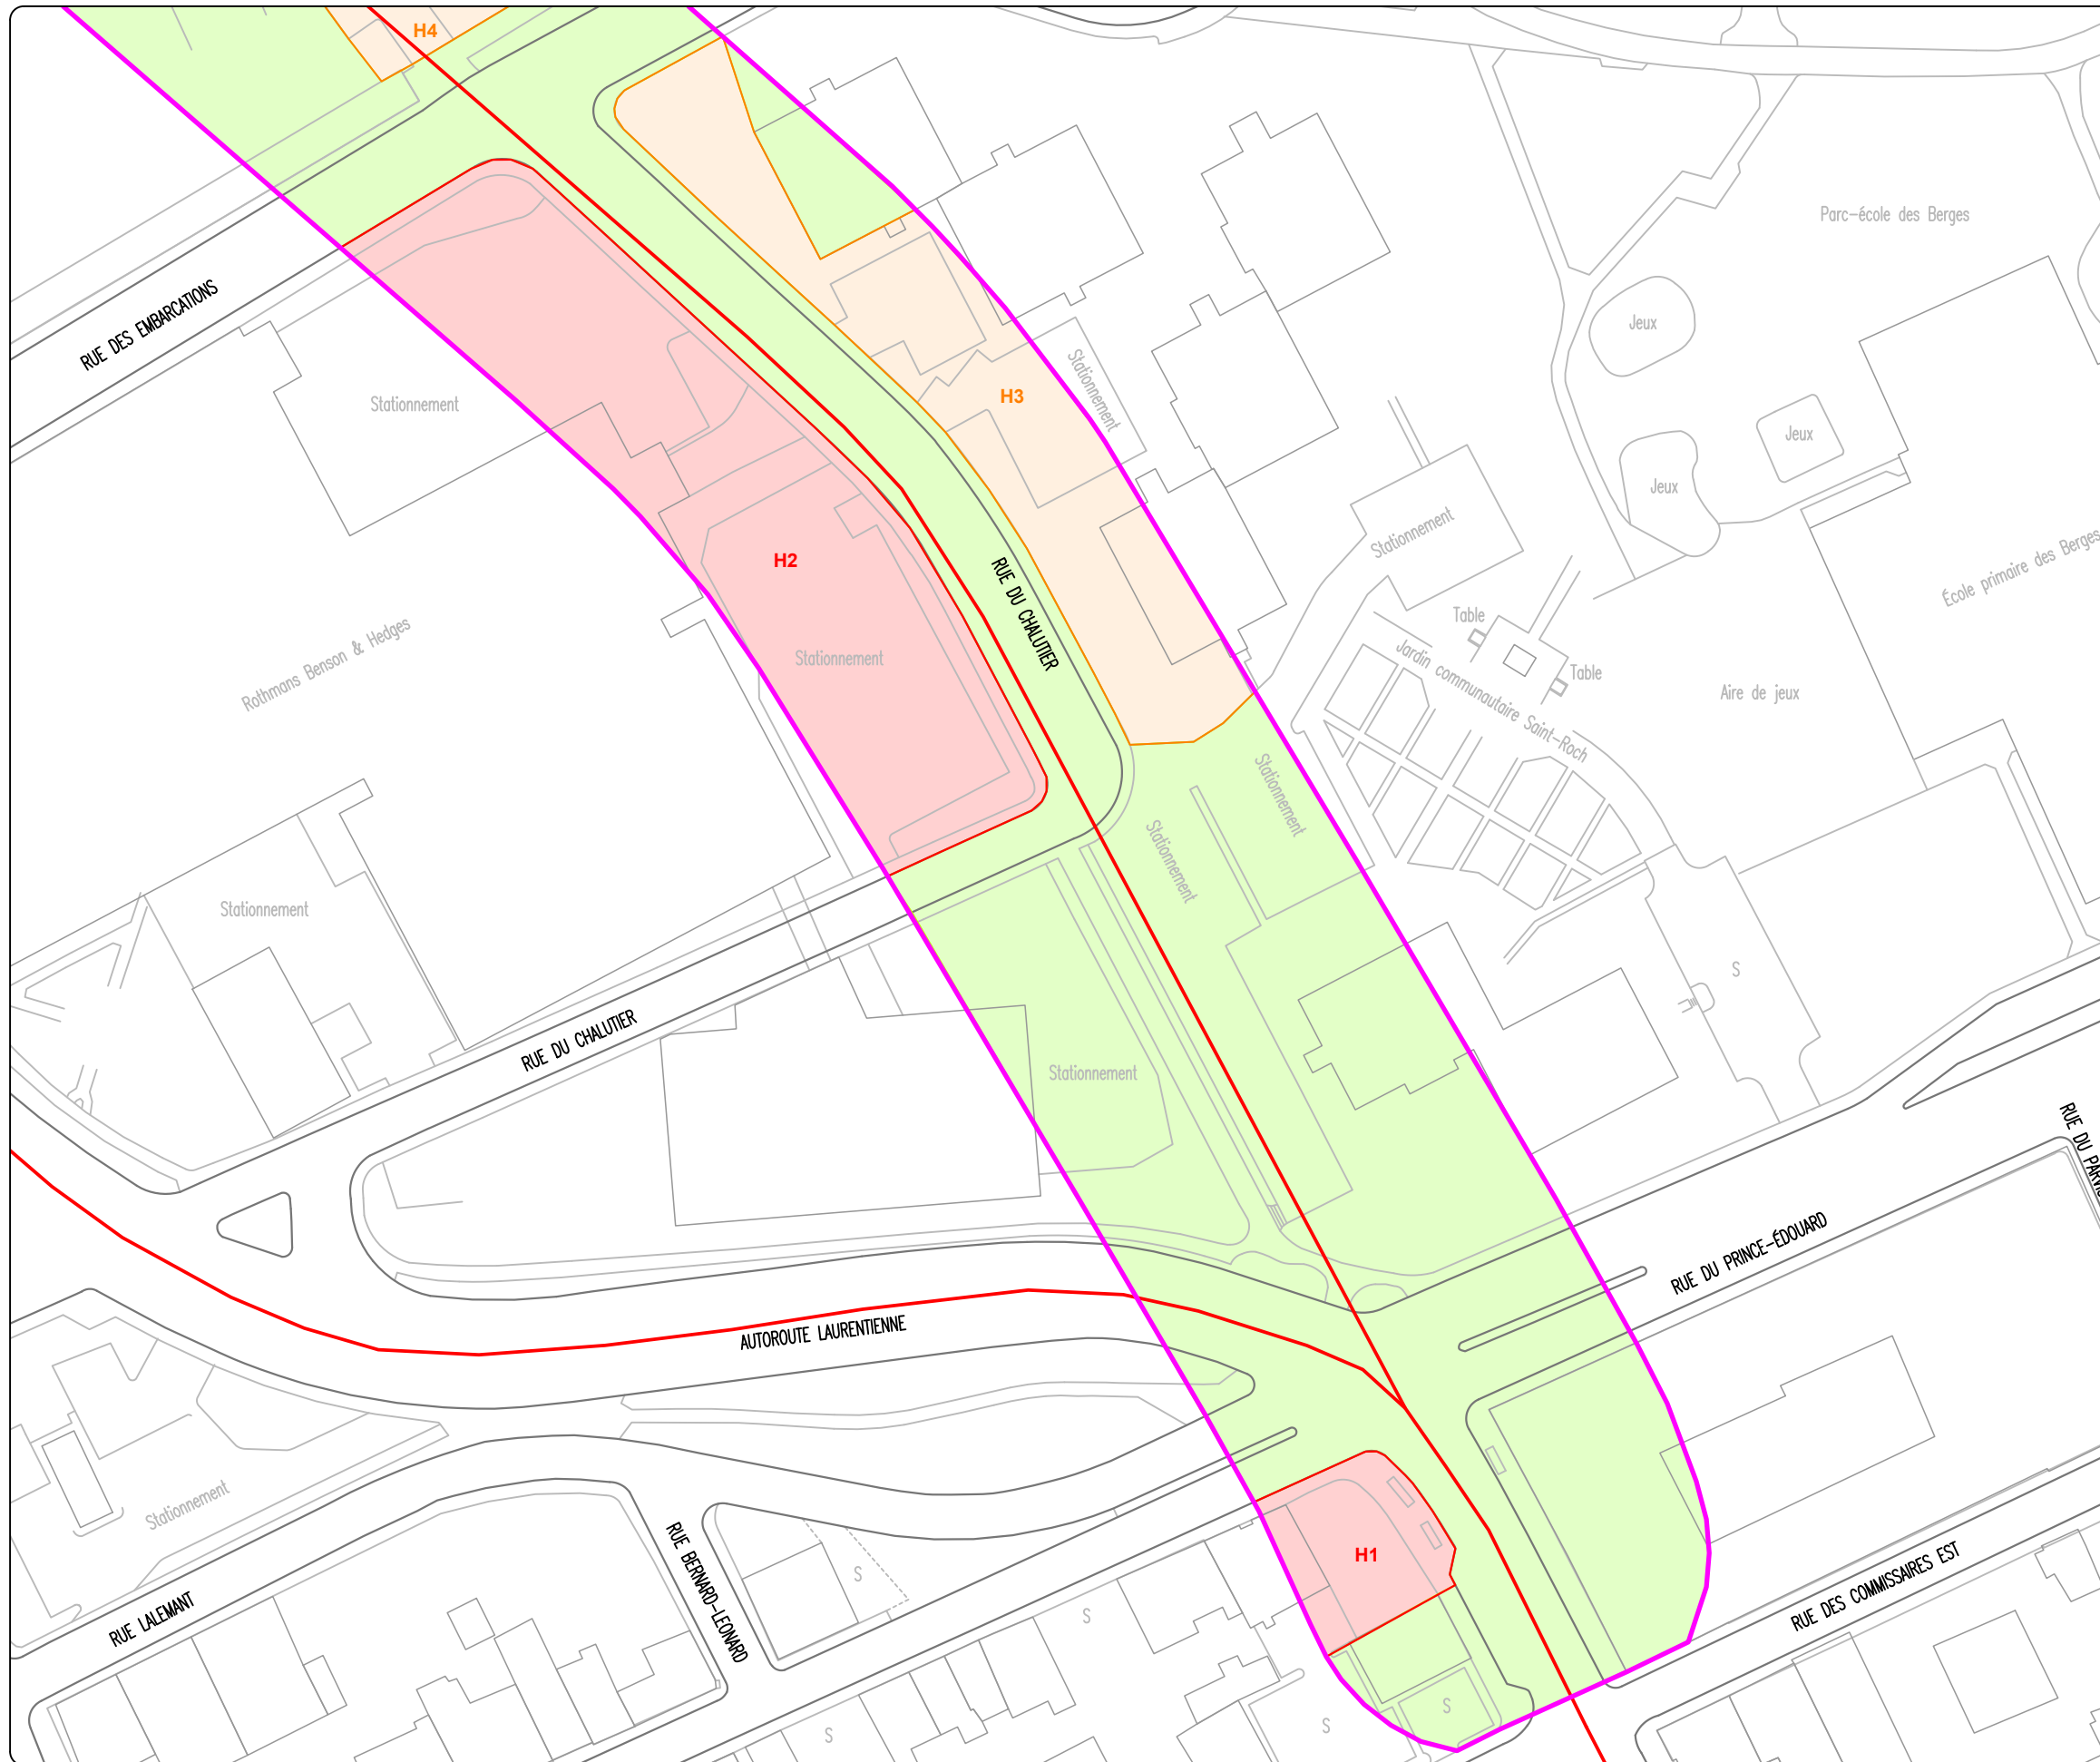 H4
Parc-école des Berges
RUE DES EMBARCATIONS
Jeux
Stationnement
Stationnement
H3
Jeux
Jeux
Stationnement
H2
École primaire des Berges
RUE DU CHALUTIER
Table
Rothmans Benson & Hedges
Stationnement
Table
Jardin communautaire Saint-Roch
Aire de jeux
Stationnement
Stationnement
Stationnement
S
RUE DU CHALUTIER
Stationnement
RUE DU PRINCE-ÉDOUARD
AUTOROUTE LAURENTIENNE
Stationnement
H1
S
RUE BERNARD-LEONARD
RUE DES COMMISSAIRES EST
RUE LALEMANT
S
S
S
S